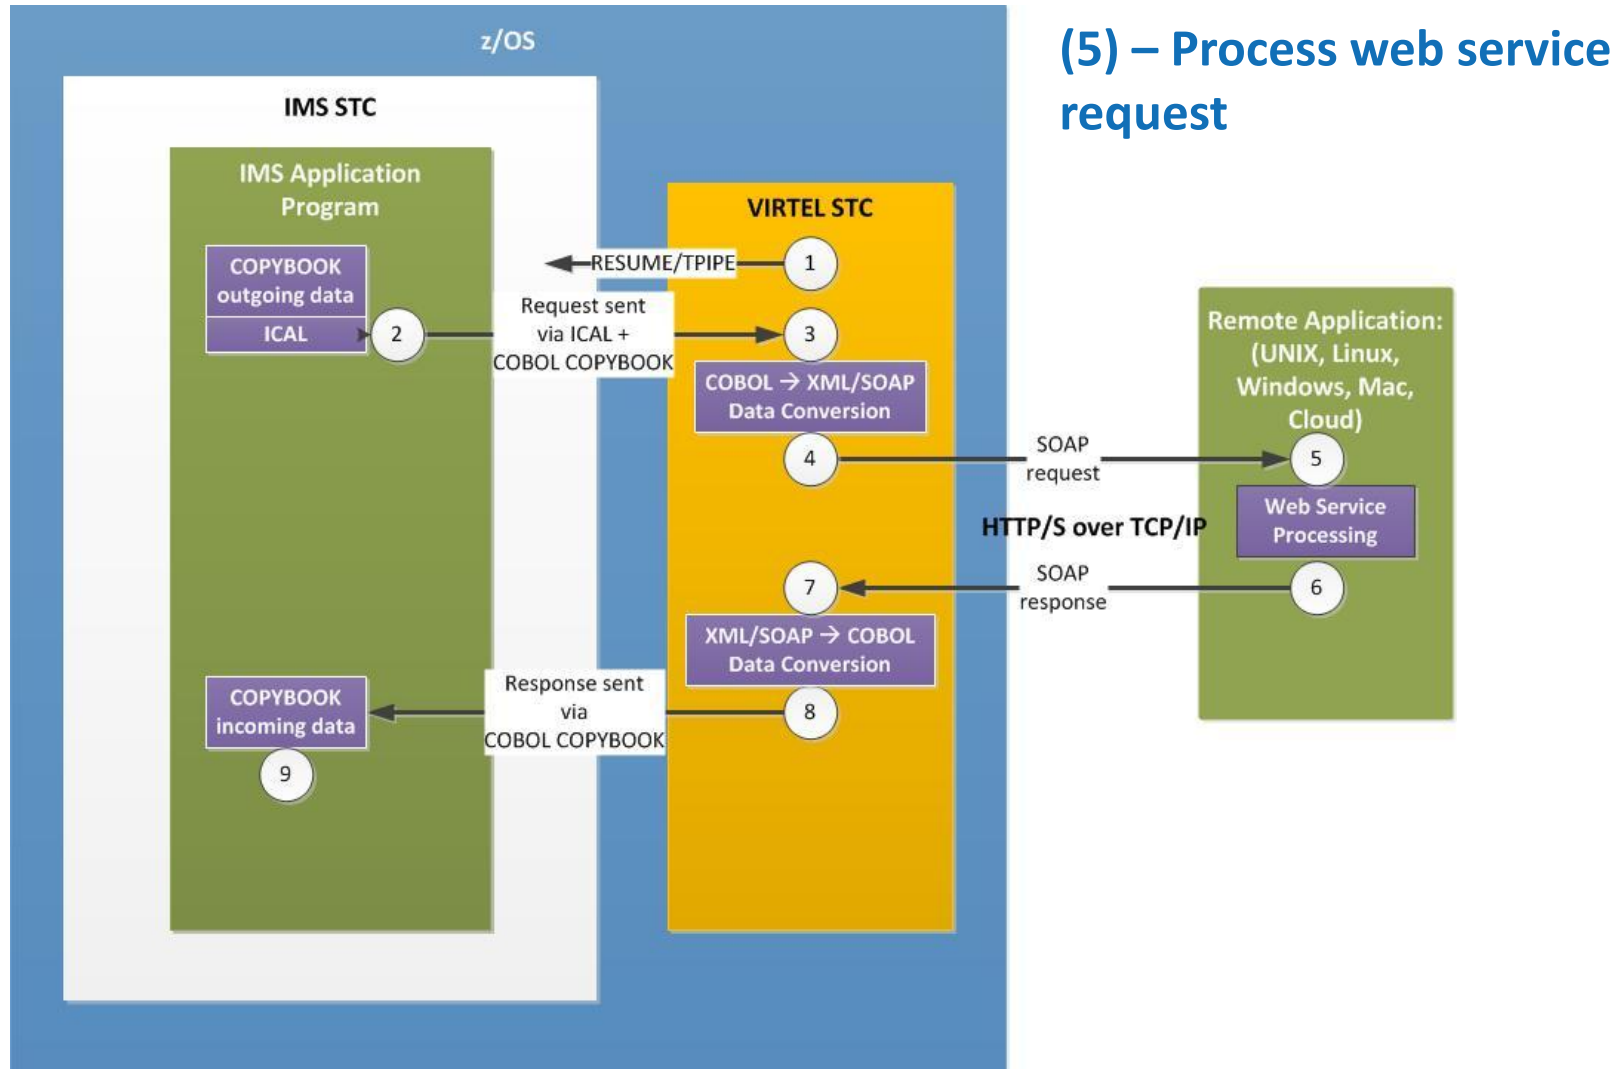 z/OS
(5) – Process web service
request
IMS STC
IMS Application
Program
VIRTEL STC
COPYBOOK
outgoing data
ICAL
RESUME/TPIPE
1
2
Request sent
via ICAL +
COBOL COPYBOOK
3
COBOL → XML/SOAP
Data Conversion
4
SOAP
request
Remote Application:
(UNIX, Linux,
Windows, Mac,
Cloud)
5
Web Service
Processing
HTTP/S over TCP/IP
6
SOAP
response
7
XML/SOAP → COBOL
Data Conversion
8
Response sent
via
COBOL COPYBOOK
COPYBOOK
incoming data
9